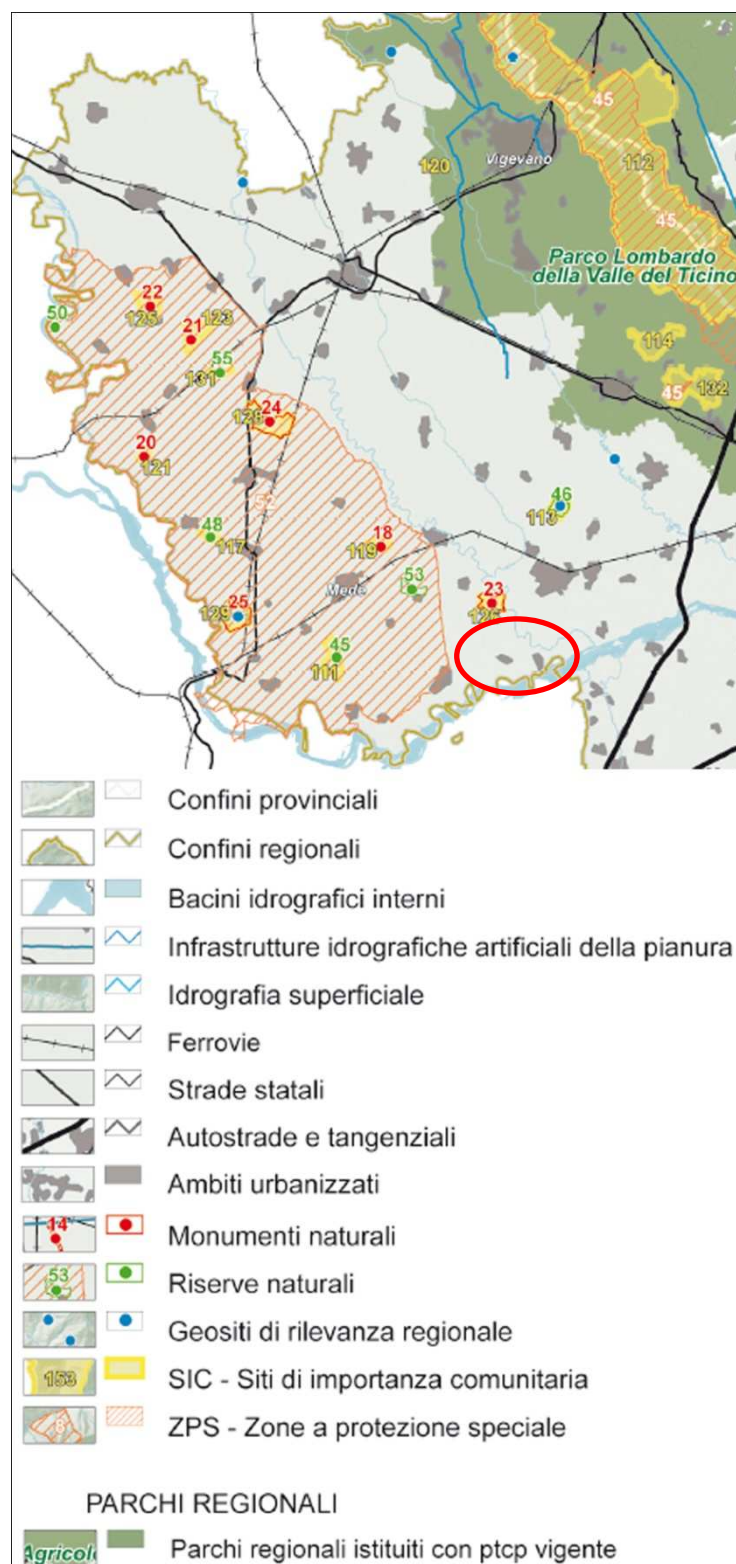 45
120
Vigevano
112
45
Parco Lombardo
della Valle del Ticino
22
50
125
123
21
114
55
131
45
132
24
128
20
121
52
46
113
48
18
117
119
53
Mede
23
25
129
45
111
Confini provinciali
Confini regionali
Bacini idrografici interni
Infrastrutture idrografiche artificiali della pianura
Idrografia superficiale
Ferrovie
Strade statali
Autostrade e tangenziali
Ambiti urbanizzati
14
Monumenti naturali
53
Riserve naturali
Geositi di rilevanza regionale
153
SIC - Siti di importanza comunitaria
8
ZPS - Zone a protezione speciale
PARCHI REGIONALI
Agricol
Parchi regionali istituiti con ptcp vigente